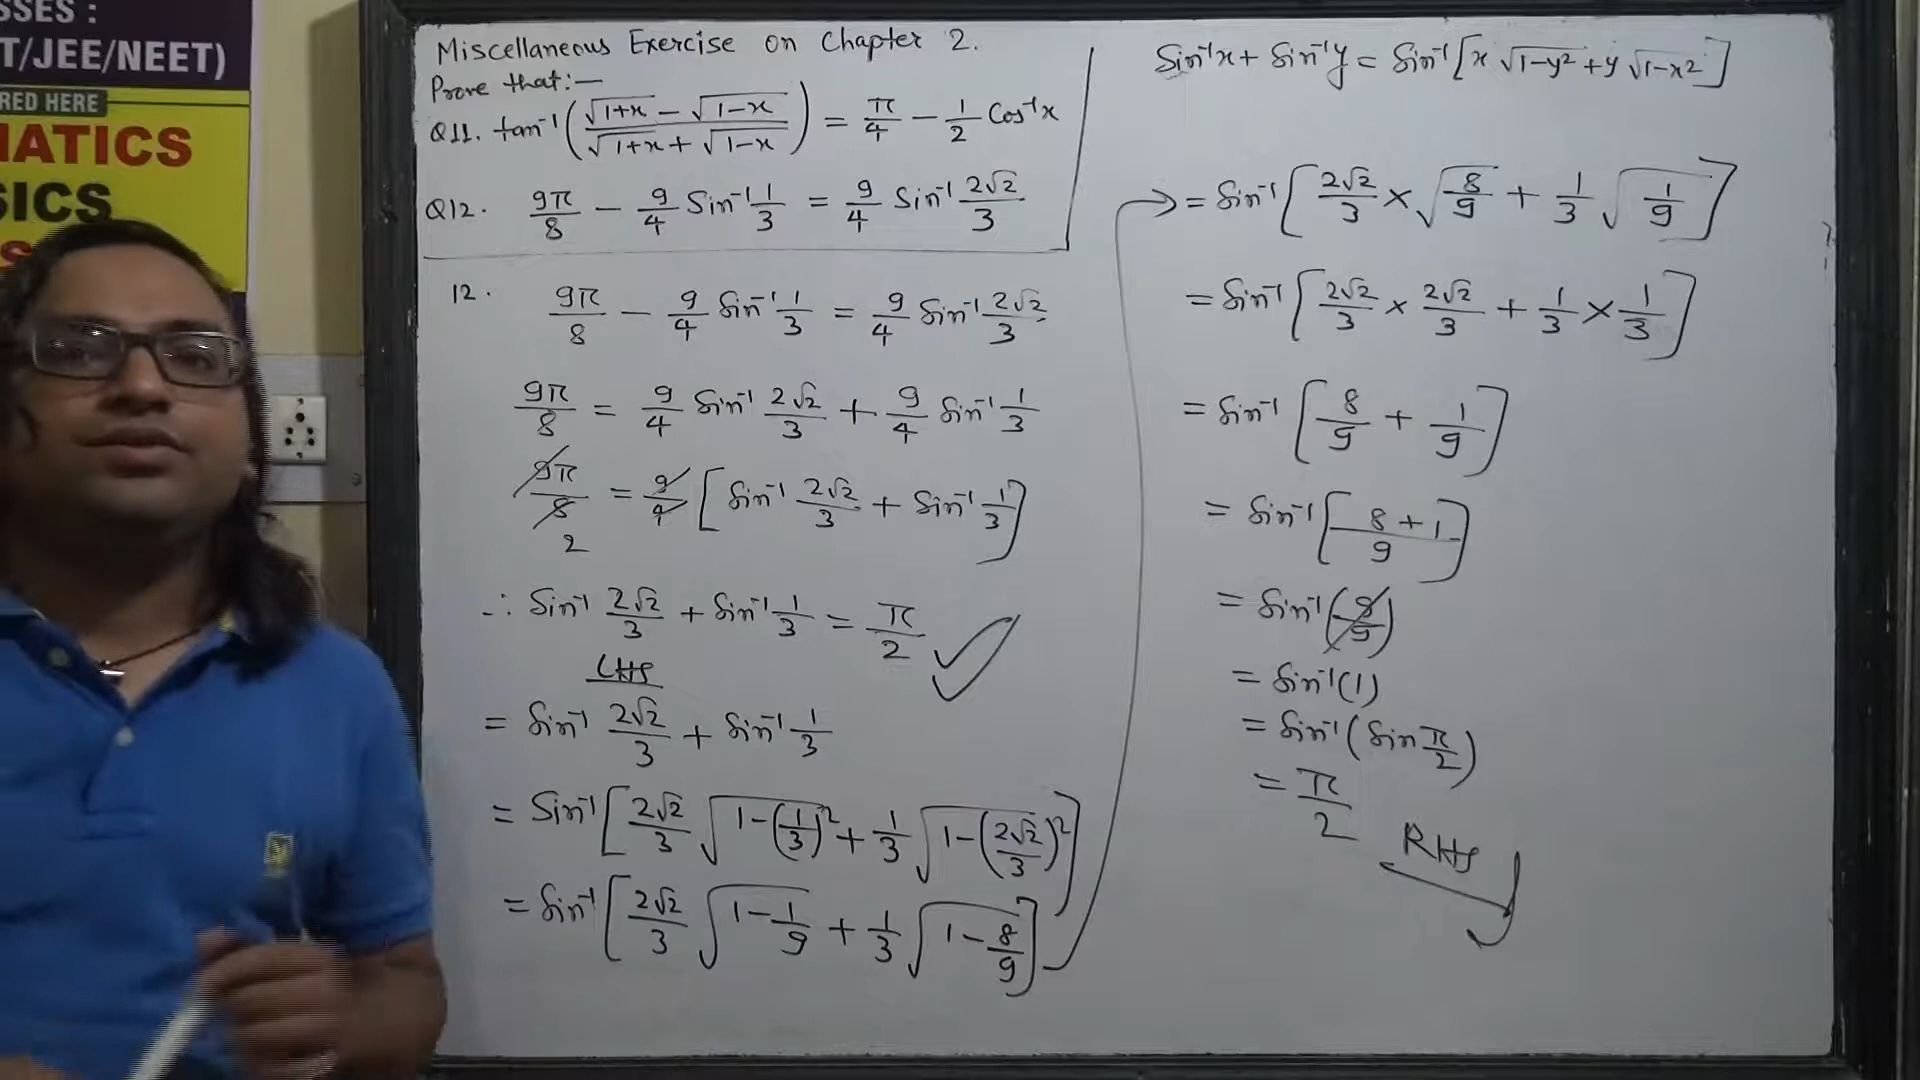 SSES :
T/JEE/NEET)
RED HERE
IATICS
SICS
S
Miscellaneous Exercise on Chapter 2.
Prove that:—
Q11. tan⁻¹((√(1+x) − √(1−x))/(√(1+x) + √(1−x))) = π/4 − 1/2 Cos⁻¹x
Q12. 9π/8 − 9/4 Sin⁻¹ 1/3 = 9/4 Sin⁻¹ 2√2/3
12. 9π/8 − 9/4 Sin⁻¹ 1/3 = 9/4 Sin⁻¹ 2√2/3
9π/8 = 9/4 Sin⁻¹ 2√2/3 + 9/4 Sin⁻¹ 1/3
9π/8 = 9/4 [Sin⁻¹ 2√2/3 + Sin⁻¹ 1/3]
2
∴ Sin⁻¹ 2√2/3 + Sin⁻¹ 1/3 = π/2
LHS
= Sin⁻¹ 2√2/3 + Sin⁻¹ 1/3
= Sin⁻¹[2√2/3 √(1−(1/3)²) + 1/3 √(1−(2√2/3)²)]
= Sin⁻¹[2√2/3 √(1−1/9) + 1/3 √(1−8/9)]
Sin⁻¹x + Sin⁻¹y = Sin⁻¹[x √(1−y²) + y √(1−x²)]
= Sin⁻¹[2√2/3 × √(8/9) + 1/3 √(1/9)]
= Sin⁻¹[2√2/3 × 2√2/3 + 1/3 × 1/3]
= Sin⁻¹[8/9 + 1/9]
= Sin⁻¹[(8+1)/9]
= Sin⁻¹(9/9)
= Sin⁻¹(1)
= Sin⁻¹(Sin π/2)
= π/2
RHS